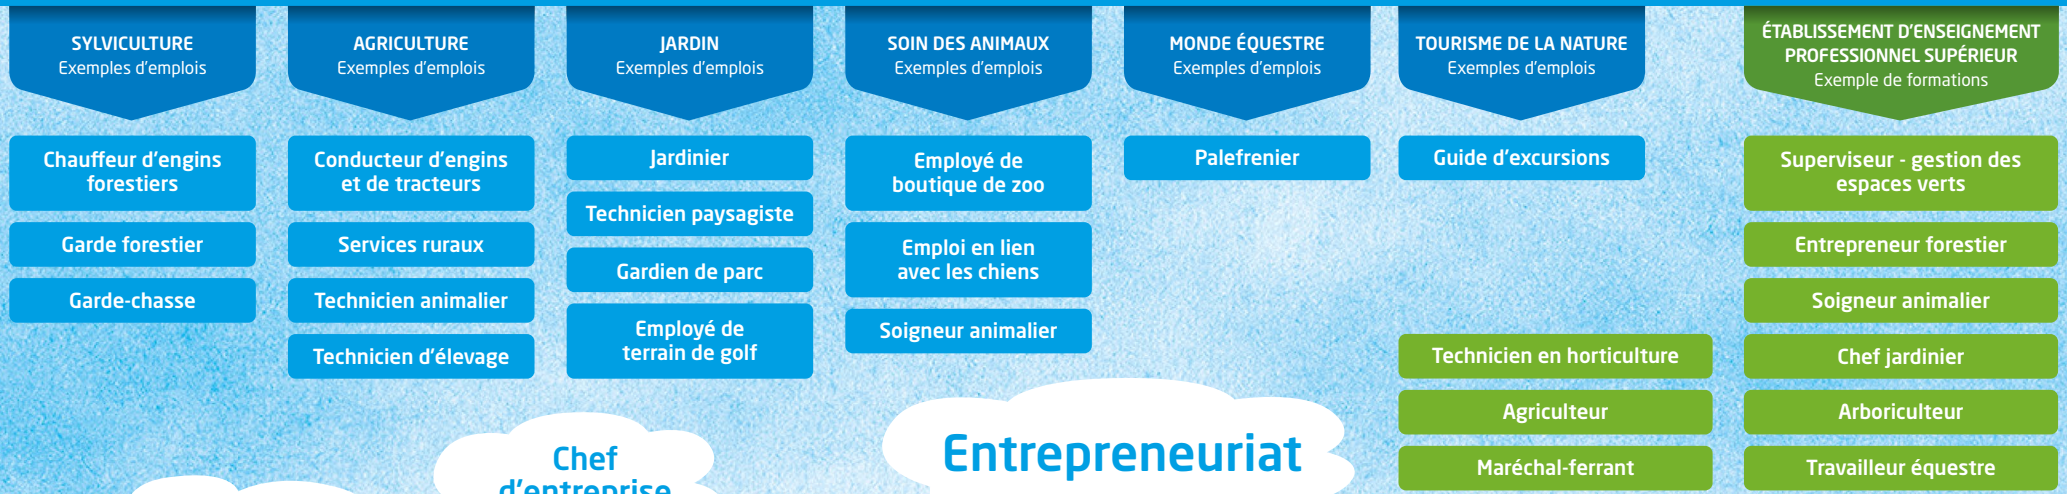 SYLVICULTURE
Exemples d'emplois
Chauffeur d'engins
forestiers
Garde forestier
Garde-chasse
AGRICULTURE
Exemples d'emplois
Conducteur d'engins
et de tracteurs
Services ruraux
Technicien animalier
Technicien d'élevage
JARDIN
Exemples d'emplois
Jardinier
Technicien paysagiste
Gardien de parc
Employé de
terrain de golf
SOIN DES ANIMAUX
Exemples d'emplois
Employé de
boutique de zoo
Emploi en lien
avec les chiens
Soigneur animalier
MONDE ÉQUESTRE
Exemples d'emplois
Palefrenier
TOURISME DE LA NATURE
Exemples d'emplois
Guide d'excursions
ÉTABLISSEMENT D'ENSEIGNEMENT
PROFESSIONNEL SUPÉRIEUR
Exemple de formations
Superviseur - gestion des
espaces verts
Entrepreneur forestier
Soigneur animalier
Chef jardinier
Arboriculteur
Travailleur équestre
Technicien en horticulture
Agriculteur
Maréchal-ferrant
Chef
d'entreprise
Entrepreneuriat